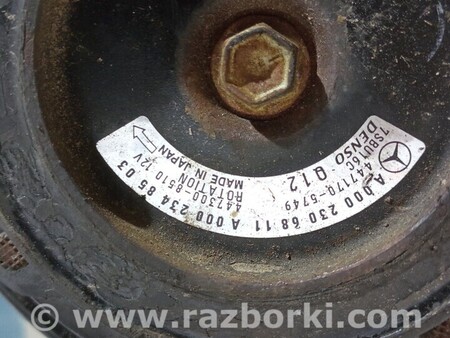 7SBU16C 447170-5749
DENSO Q12
A 000 230 68 11 A 000 234 85 03
447300-8510 12V
ROTATION
MADE IN JAPAN
© www.razborki.com